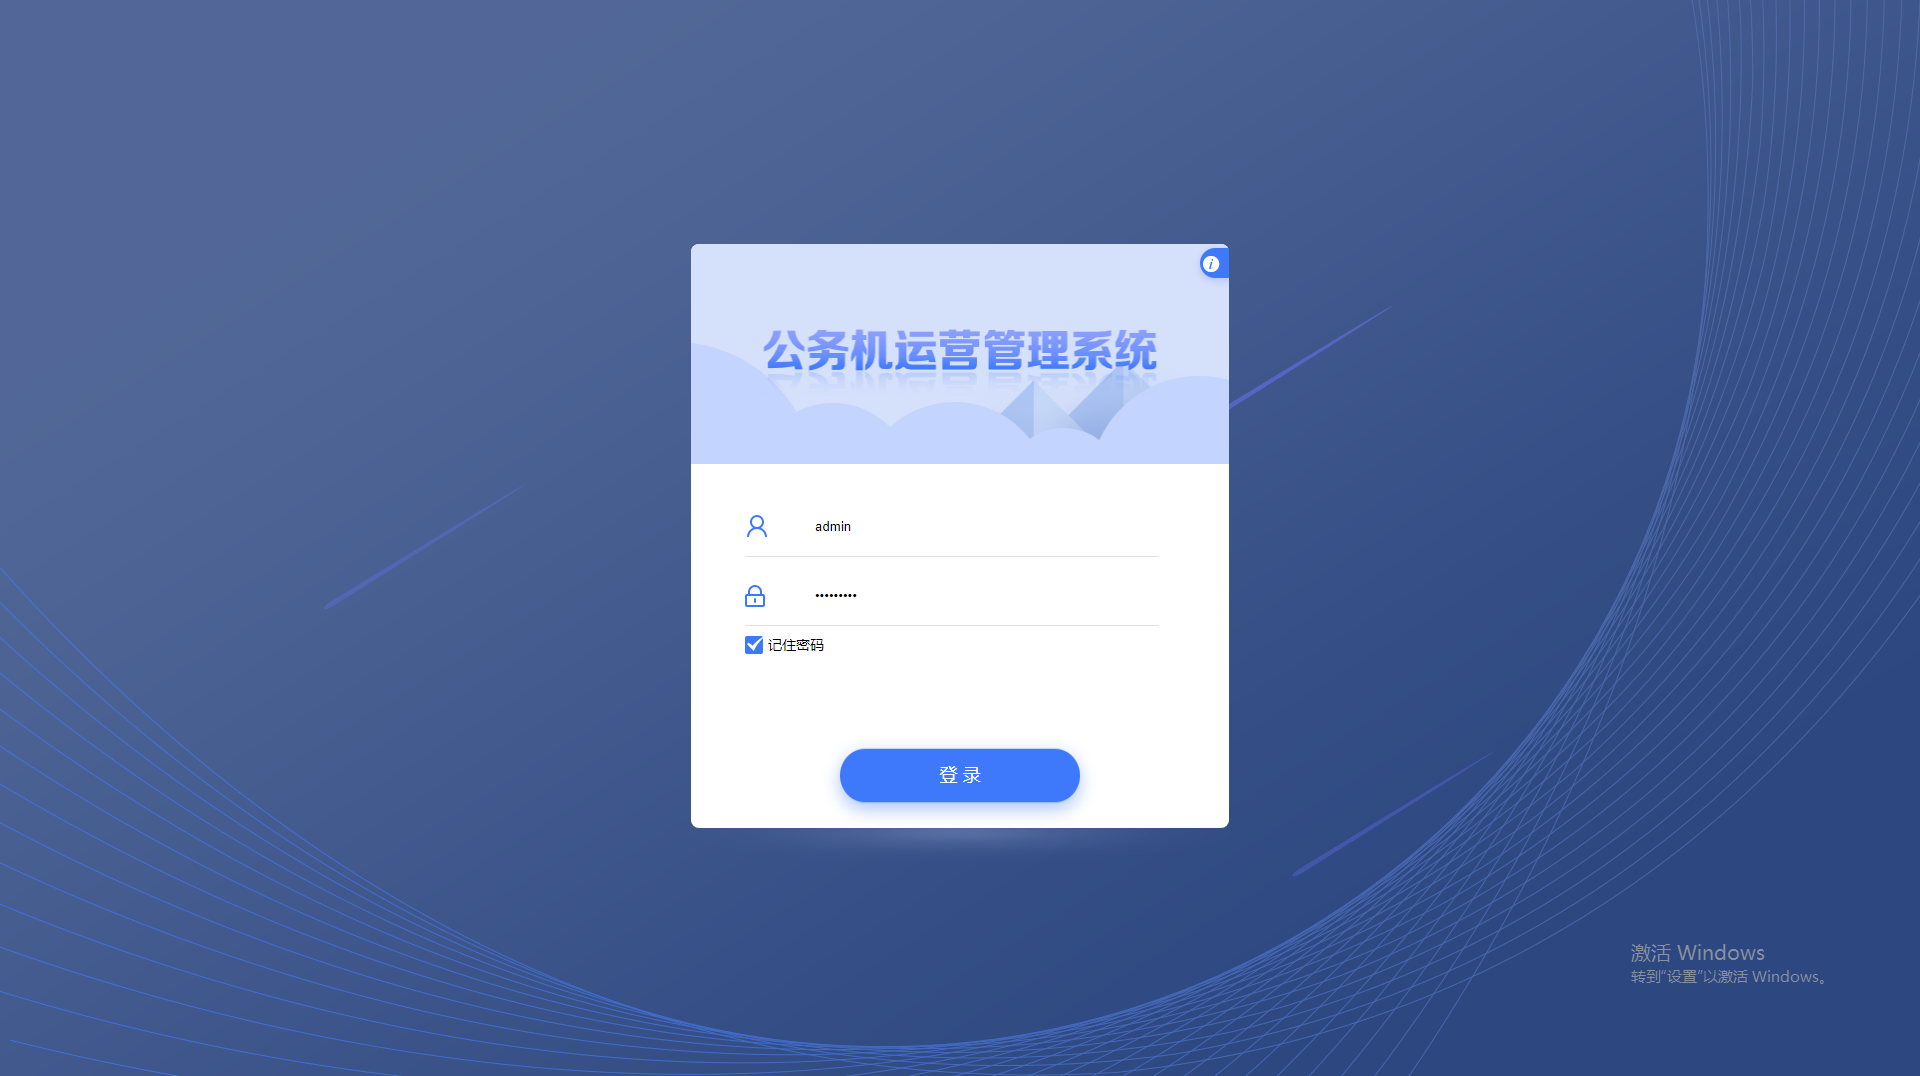 公务机运营管理系统
admin
•••••••••
记住密码
登 录
激活 Windows
转到"设置"以激活 Windows。